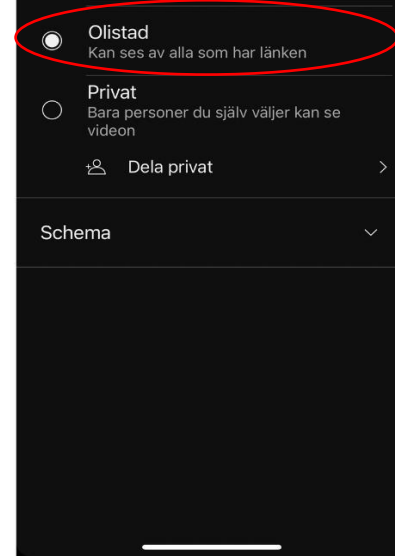 Olistad
Kan ses av alla som har länken
Privat
Bara personer du själv väljer kan se
videon
Dela privat
Schema